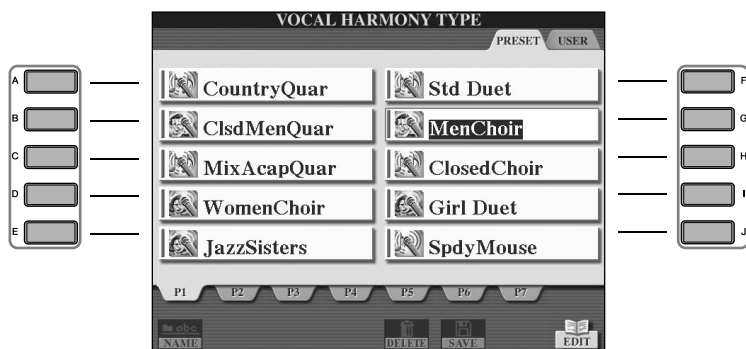 VOCAL HARMONY TYPE
PRESET USER
A CountryQuar Std Duet F
B ClsdMenQuar MenChoir G
C MixAcapQuar ClosedChoir H
D WomenChoir Girl Duet I
E JazzSisters SpdyMouse J
P1 P2 P3 P4 P5 P6 P7
abc
NAME DELETE SAVE EDIT